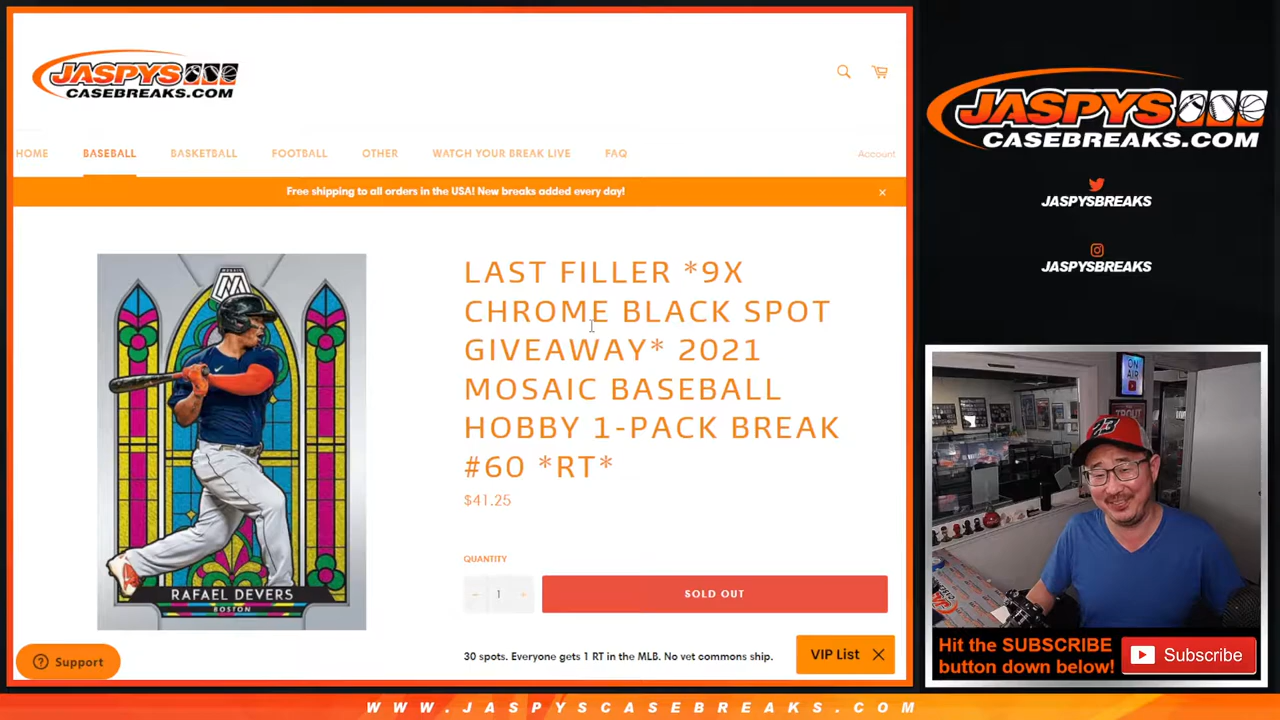 JASPYS
CASEBREAKS.COM
HOME
BASEBALL
BASKETBALL
FOOTBALL
OTHER
WATCH YOUR BREAK LIVE
FAQ
Account
Free shipping to all orders in the USA! New breaks added every day!
RAFAEL DEVERS
BOSTON
LAST FILLER *9X
CHROME BLACK SPOT
GIVEAWAY* 2021
MOSAIC BASEBALL
HOBBY 1-PACK BREAK
#60 *RT*
$41.25
QUANTITY
− 1 +
SOLD OUT
30 spots. Everyone gets 1 RT in the MLB. No vet commons ship.
VIP List
Support
JASPYS
CASEBREAKS.COM
JASPYSBREAKS
JASPYSBREAKS
ON
AIR
TROUT
Hit the SUBSCRIBE
button down below!
Subscribe
WWW.JASPYSCASEBREAKS.COM